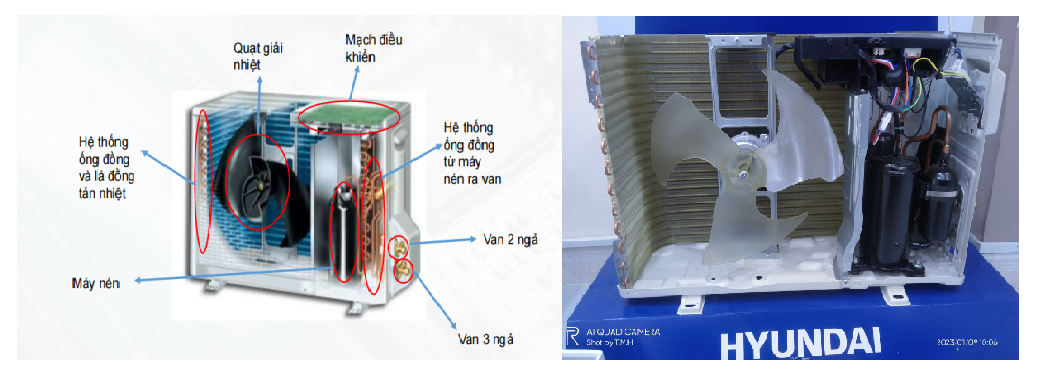 Quạt giải
nhiệt
Mạch điều
khiển
Hệ thống
ống đồng
và lá đồng
tản nhiệt
Hệ thống
ống đồng
từ máy
nén ra van
Van 2 ngả
Máy nén
Van 3 ngả
AI QUAD CAMERA
Shot by T.M.H
HYUNDAI
2023/01/09 10:06